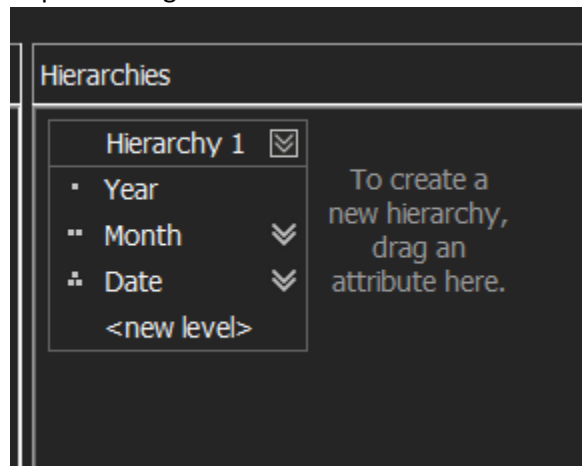 Hierarchies
Hierarchy 1
Year
Month
Date
<new level>
To create a
new hierarchy,
drag an
attribute here.